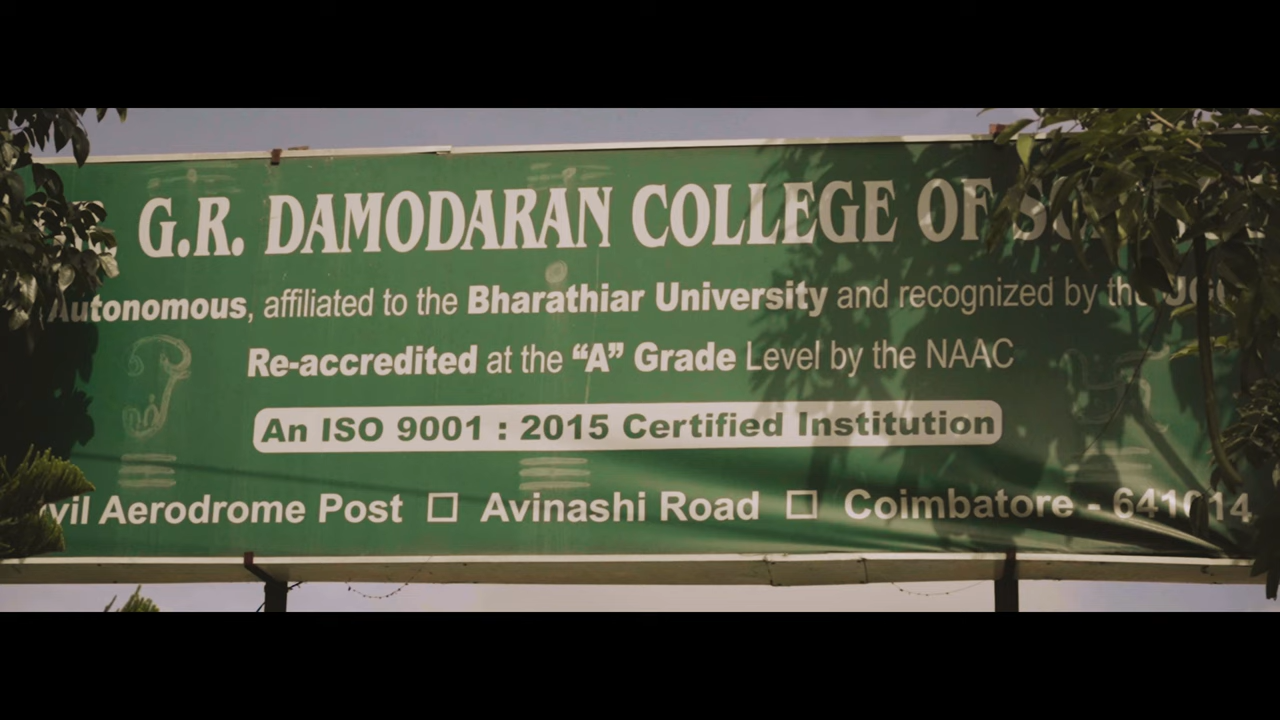 G.R. DAMODARAN COLLEGE OF
Autonomous, affiliated to the Bharathiar University and recognized by the
Re-accredited at the "A" Grade Level by the NAAC
An ISO 9001 : 2015 Certified Institution
Aerodrome Post □ Avinashi Road □ Coimbatore - 641014